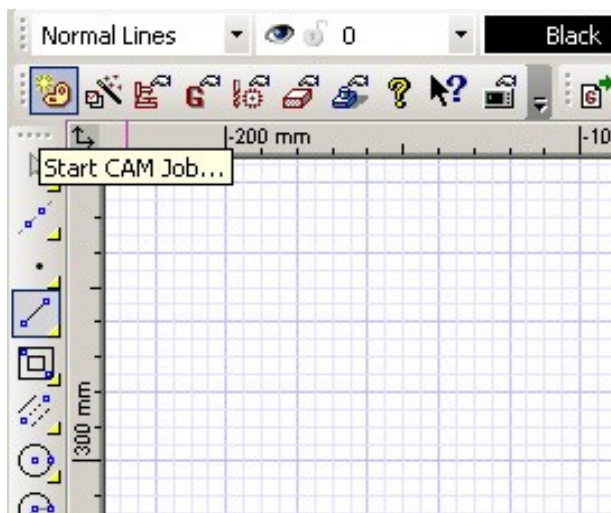 Normal Lines 0 Black
G ? ? G
-200 mm -10
Start CAM Job...
300 mm